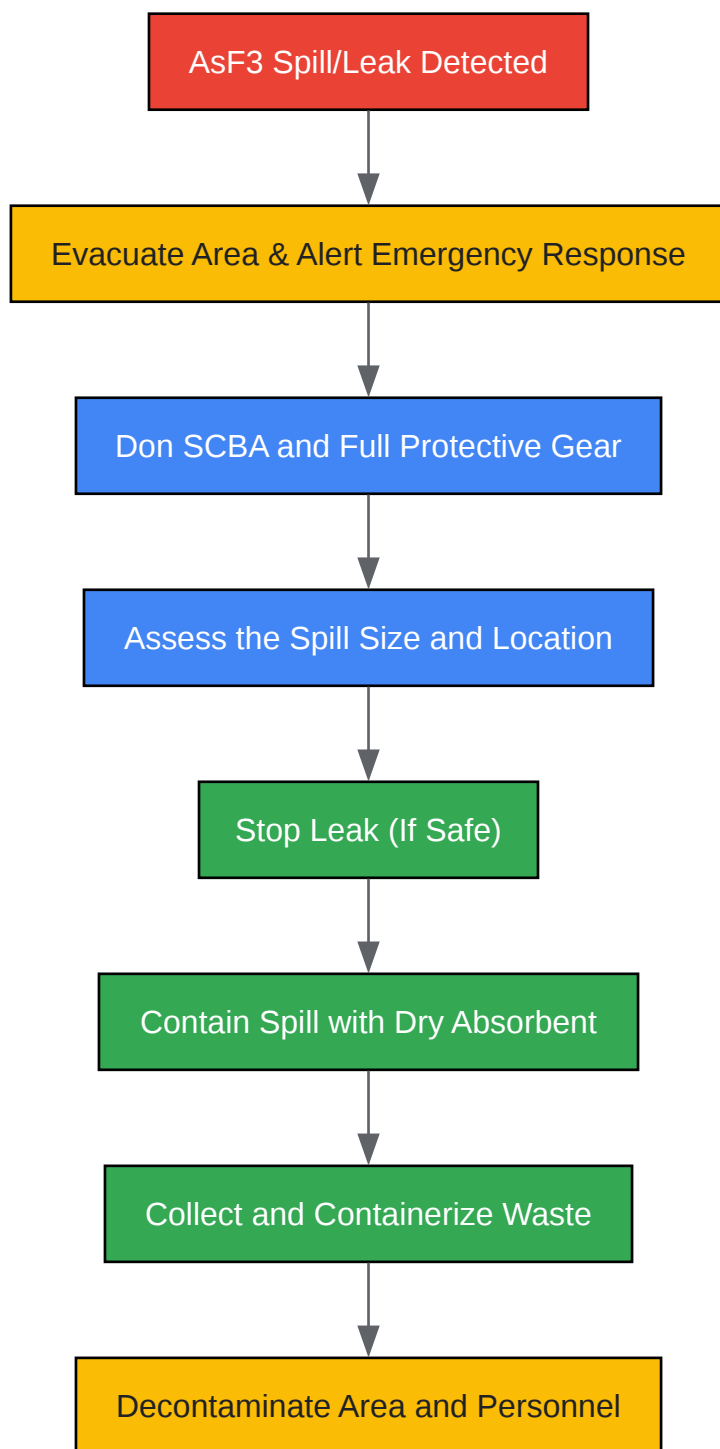 AsF3 Spill/Leak Detected
Evacuate Area & Alert Emergency Response
Don SCBA and Full Protective Gear
Assess the Spill Size and Location
Stop Leak (If Safe)
Contain Spill with Dry Absorbent
Collect and Containerize Waste
Decontaminate Area and Personnel